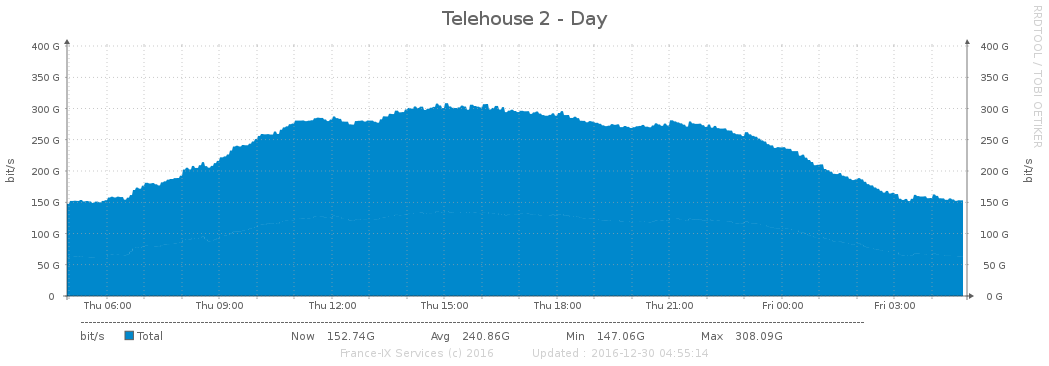 Telehouse 2 - Day
RRDTOOL / TOBI OETIKER
400 G 400 G
350 G 350 G
300 G 300 G
250 G 250 G
200 G 200 G
150 G 150 G
100 G 100 G
50 G 50 G
0 0 G
bit/s bit/s
Thu 06:00 Thu 09:00 Thu 12:00 Thu 15:00 Thu 18:00 Thu 21:00 Fri 00:00 Fri 03:00
bit/s Total Now 152.74G Avg 240.86G Min 147.06G Max 308.09G
France-IX Services (c) 2016 Updated : 2016-12-30 04:55:14